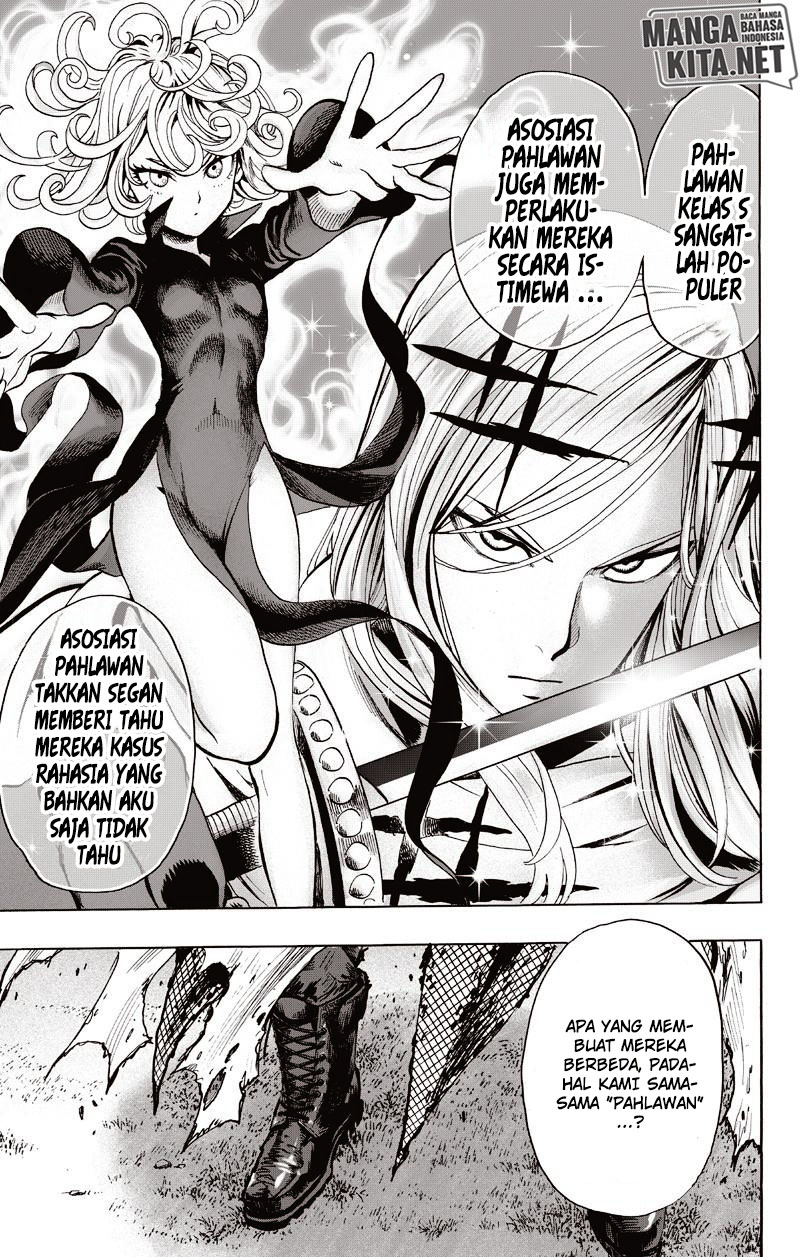 MANGA
KITA.NET
BACA MANGA
BAHASA
INDONESIA
PAH-
LAWAN
KELAS S
SANGAT-
LAH PO-
PULER
ASOSIASI
PAHLAWAN
JUGA MEM-
PERLAKU-
KAN MEREKA
SECARA IS-
TIMEWA ...
ASOSIASI
PAHLAWAN
TAKKAN SEGAN
MEMBERI TAHU
MEREKA KASUS
RAHASIA YANG
BAHKAN AKU
SAJA TIDAK
TAHU
APA YANG MEM-
BUAT MEREKA
BERBEDA, PADA-
HAL KAMI SAMA-
SAMA "PAHLAWAN"
...?